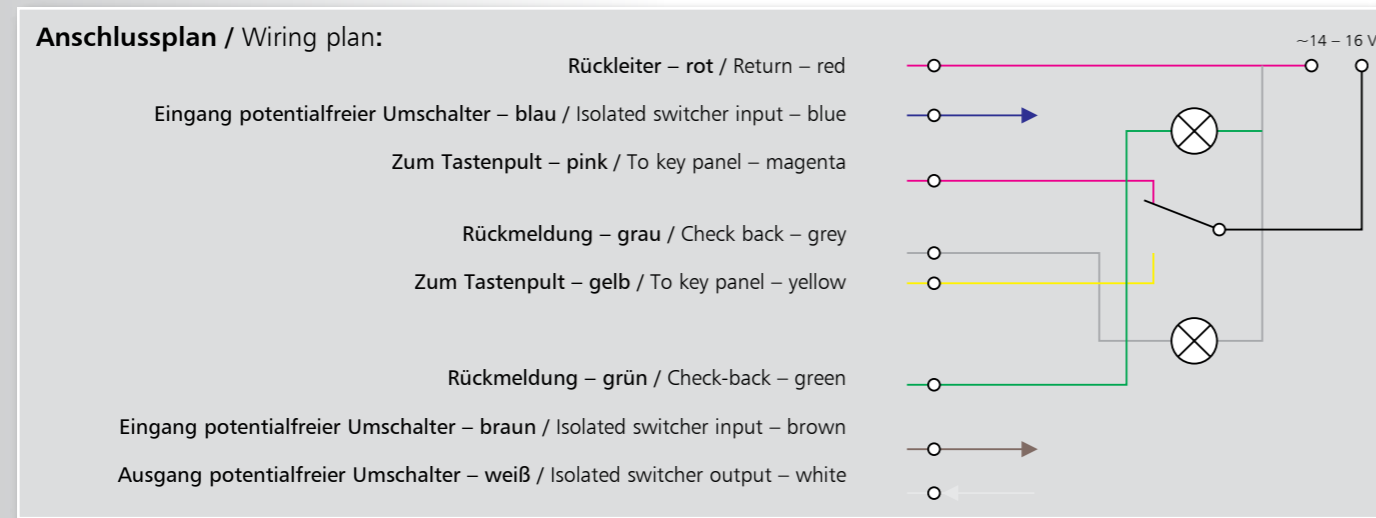 Anschlussplan / Wiring plan:
~14 – 16 V
Rückleiter – rot / Return – red
Eingang potentialfreier Umschalter – blau / Isolated switcher input – blue
Zum Tastenpult – pink / To key panel – magenta
Rückmeldung – grau / Check back – grey
Zum Tastenpult – gelb / To key panel – yellow
Rückmeldung – grün / Check-back – green
Eingang potentialfreier Umschalter – braun / Isolated switcher input – brown
Ausgang potentialfreier Umschalter – weiß / Isolated switcher output – white